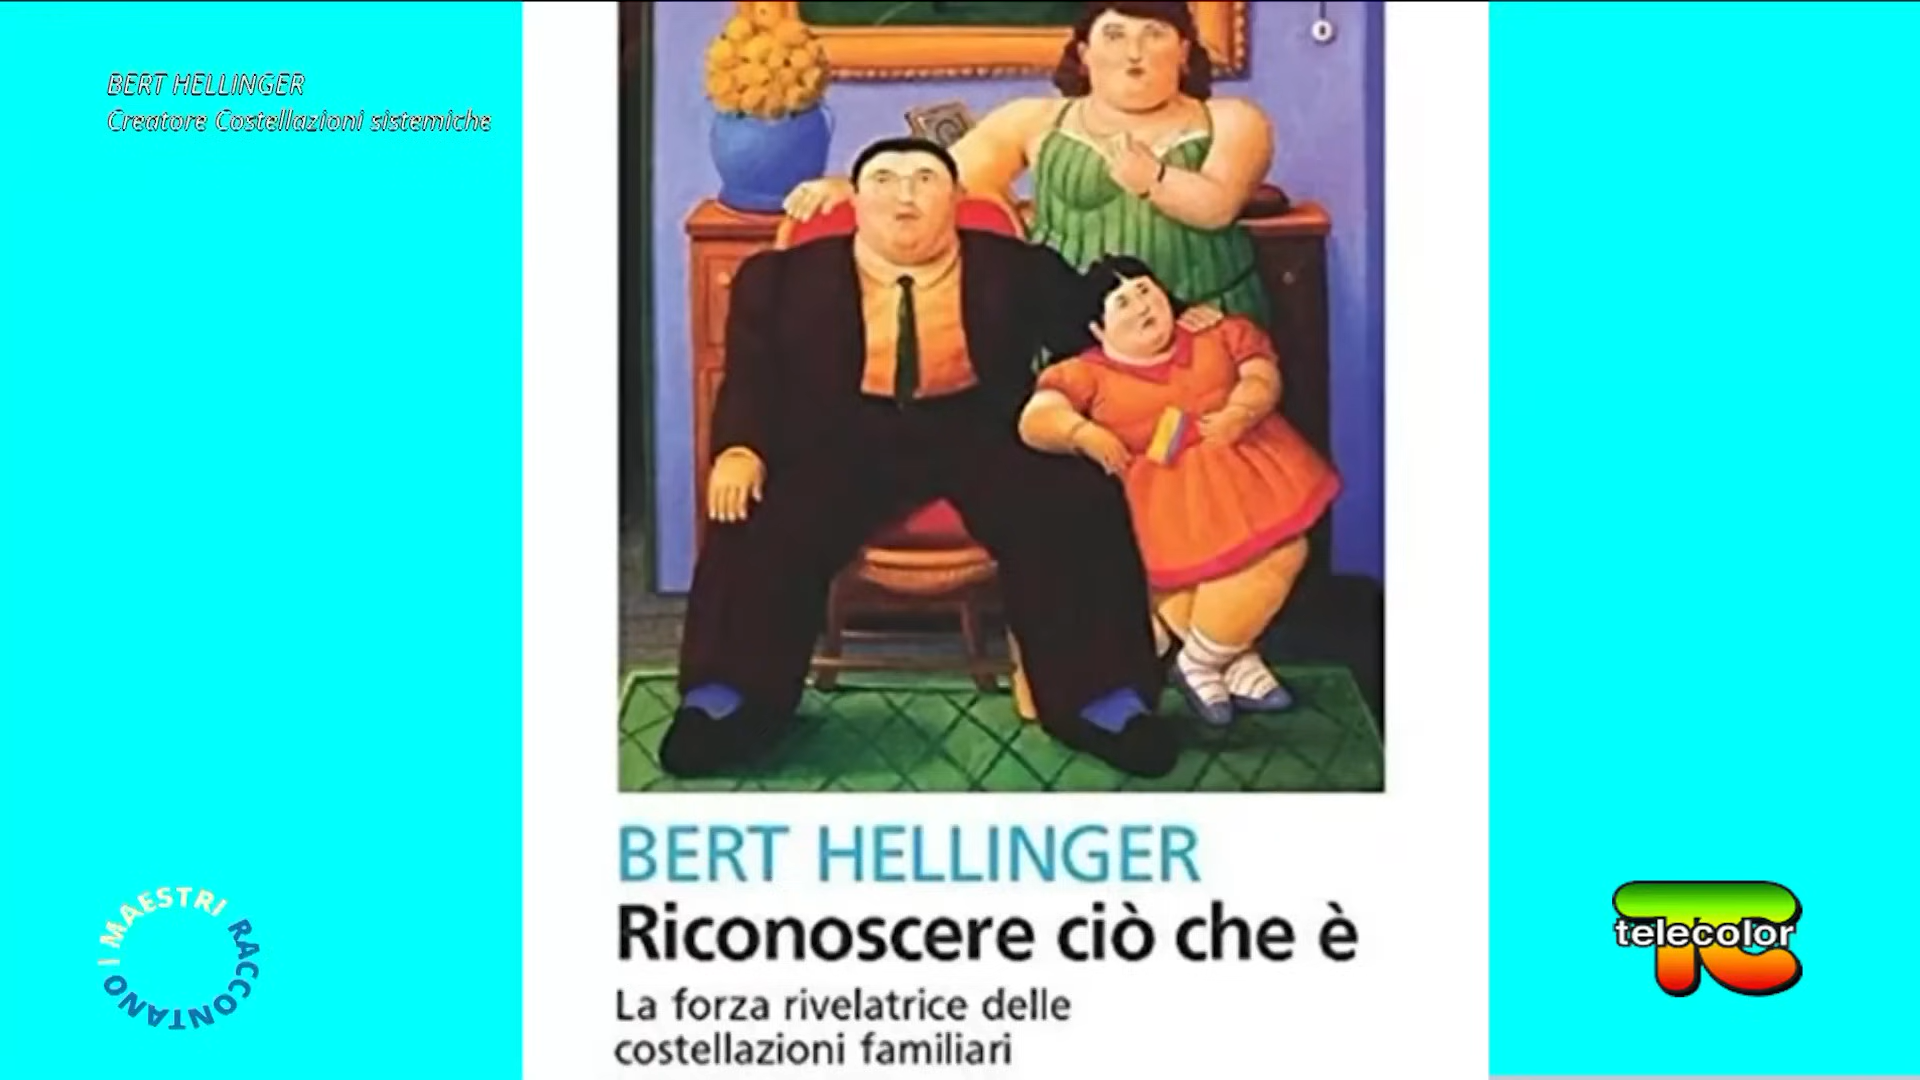 BERT HELLINGER
Creatore Costellazioni sistemiche
BERT HELLINGER
Riconoscere ciò che è
La forza rivelatrice delle
costellazioni familiari
I MAESTRI RACCONTANO
telecolor